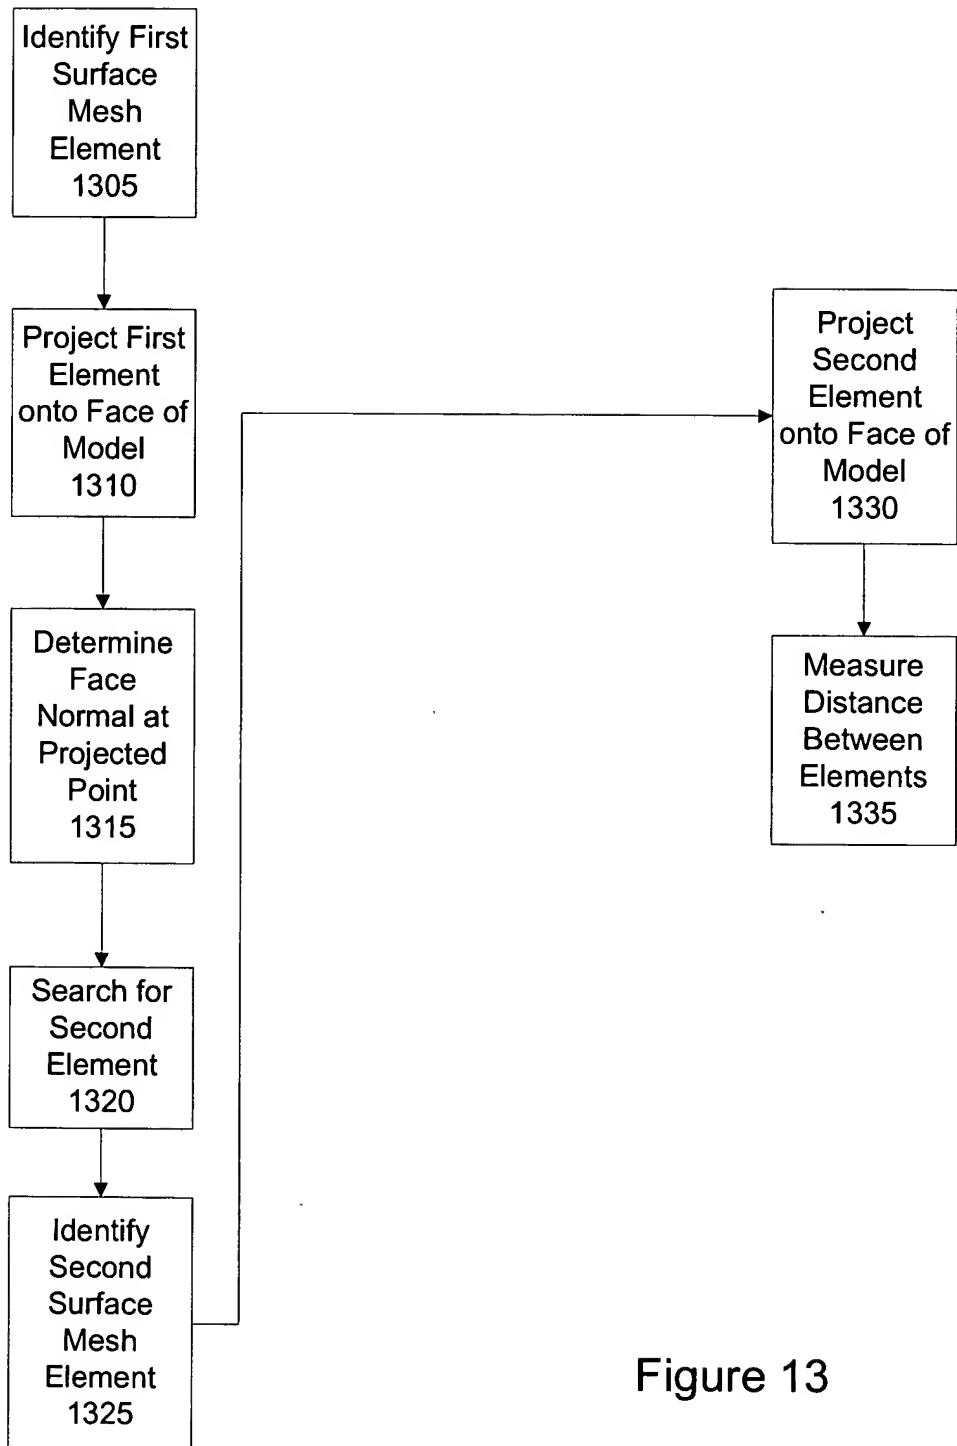 Identify First
Surface
Mesh
Element
1305
Project First
Element
onto Face of
Model
1310
Determine
Face
Normal at
Projected
Point
1315
Search for
Second
Element
1320
Identify
Second
Surface
Mesh
Element
1325
Project
Second
Element
onto Face of
Model
1330
Measure
Distance
Between
Elements
1335
Figure 13